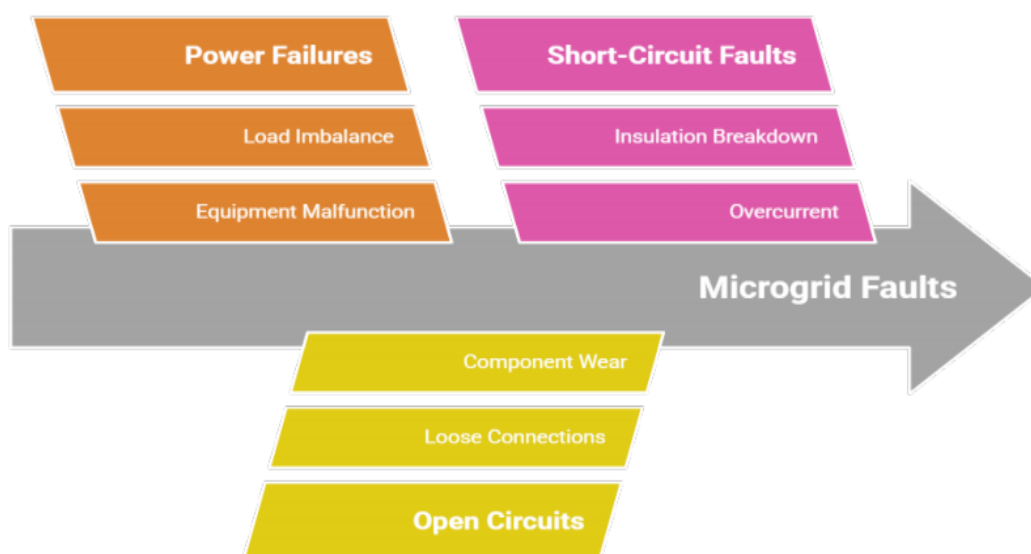 Power Failures
Load Imbalance
Equipment Malfunction
Short-Circuit Faults
Insulation Breakdown
Overcurrent
Microgrid Faults
Component Wear
Loose Connections
Open Circuits